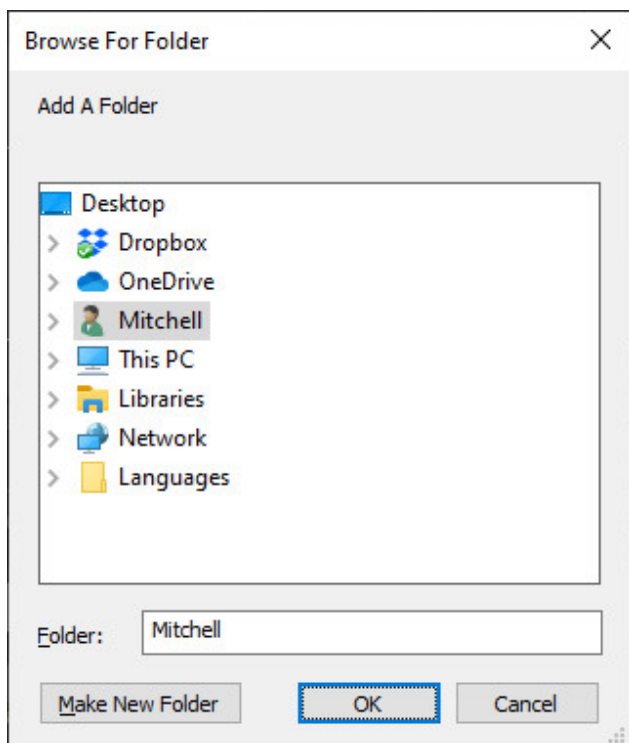 Browse For Folder
Add A Folder
Desktop
Dropbox
OneDrive
Mitchell
This PC
Libraries
Network
Languages
Folder: Mitchell
Make New Folder OK Cancel